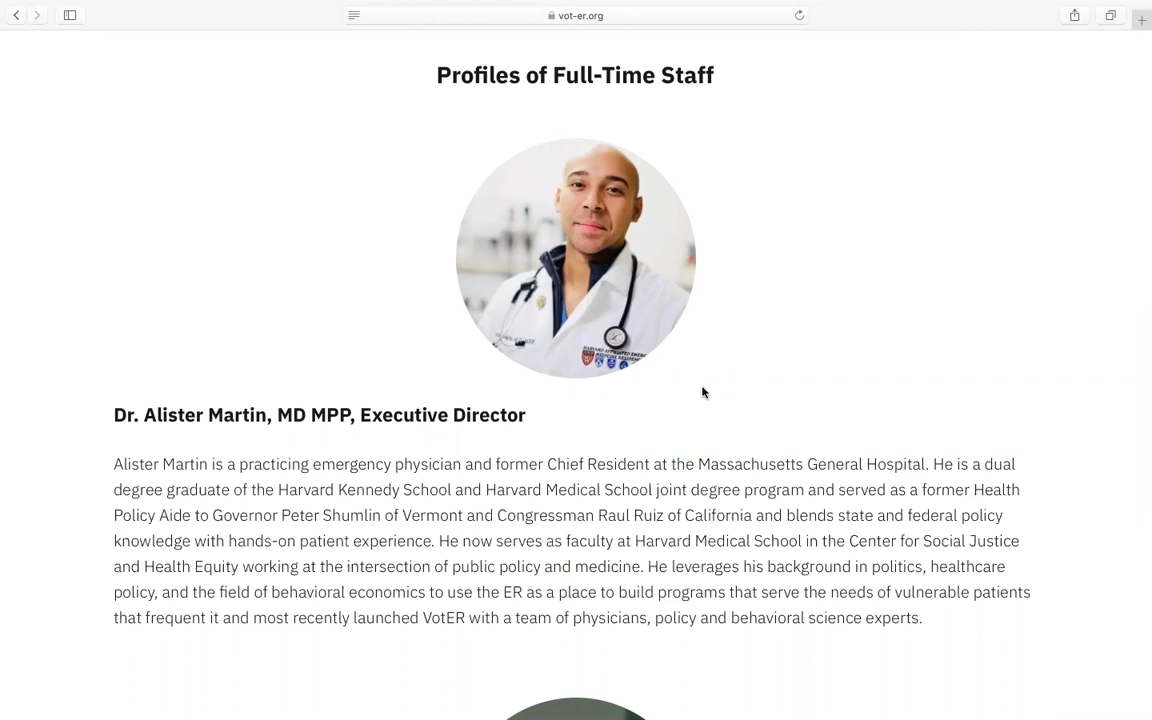 vot-er.org
Profiles of Full-Time Staff
Dr. Alister Martin, MD MPP, Executive Director
Alister Martin is a practicing emergency physician and former Chief Resident at the Massachusetts General Hospital. He is a dual
degree graduate of the Harvard Kennedy School and Harvard Medical School joint degree program and served as a former Health
Policy Aide to Governor Peter Shumlin of Vermont and Congressman Raul Ruiz of California and blends state and federal policy
knowledge with hands-on patient experience. He now serves as faculty at Harvard Medical School in the Center for Social Justice
and Health Equity working at the intersection of public policy and medicine. He leverages his background in politics, healthcare
policy, and the field of behavioral economics to use the ER as a place to build programs that serve the needs of vulnerable patients
that frequent it and most recently launched VotER with a team of physicians, policy and behavioral science experts.